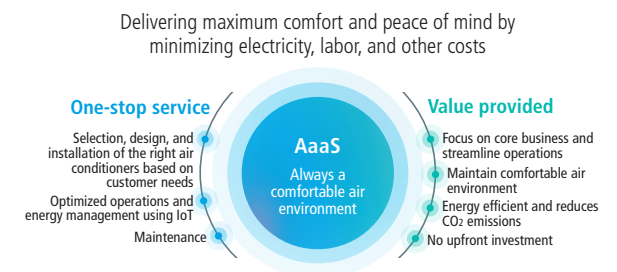 Delivering maximum comfort and peace of mind by
minimizing electricity, labor, and other costs
One-stop service
Selection, design, and
installation of the right air
conditioners based on
customer needs
Optimized operations and
energy management using IoT
Maintenance
AaaS
Always a
comfortable air
environment
Value provided
Focus on core business and
streamline operations
Maintain comfortable air
environment
Energy efficient and reduces
CO2 emissions
No upfront investment